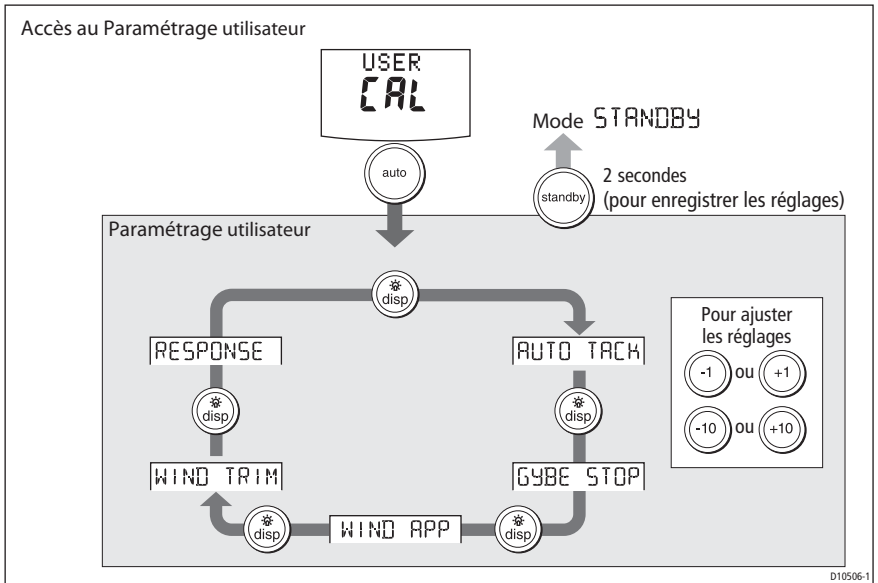 Accès au Paramétrage utilisateur
USER
CAL
auto
Mode STANDBY
standby
2 secondes
(pour enregistrer les réglages)
Paramétrage utilisateur
disp
RESPONSE
AUTO TACK
disp
disp
WIND TRIM
GYBE STOP
disp
WIND APP
disp
Pour ajuster
les réglages
-1 ou +1
-10 ou +10
D10506-1